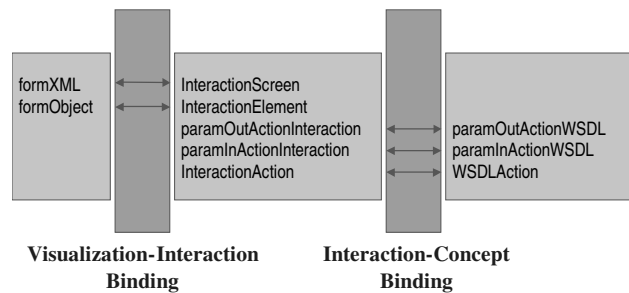 formXML
formObject
InteractionScreen
InteractionElement
paramOutActionInteraction
paramInActionInteraction
InteractionAction
paramOutActionWSDL
paramInActionWSDL
WSDLAction
Visualization-Interaction
Binding
Interaction-Concept
Binding